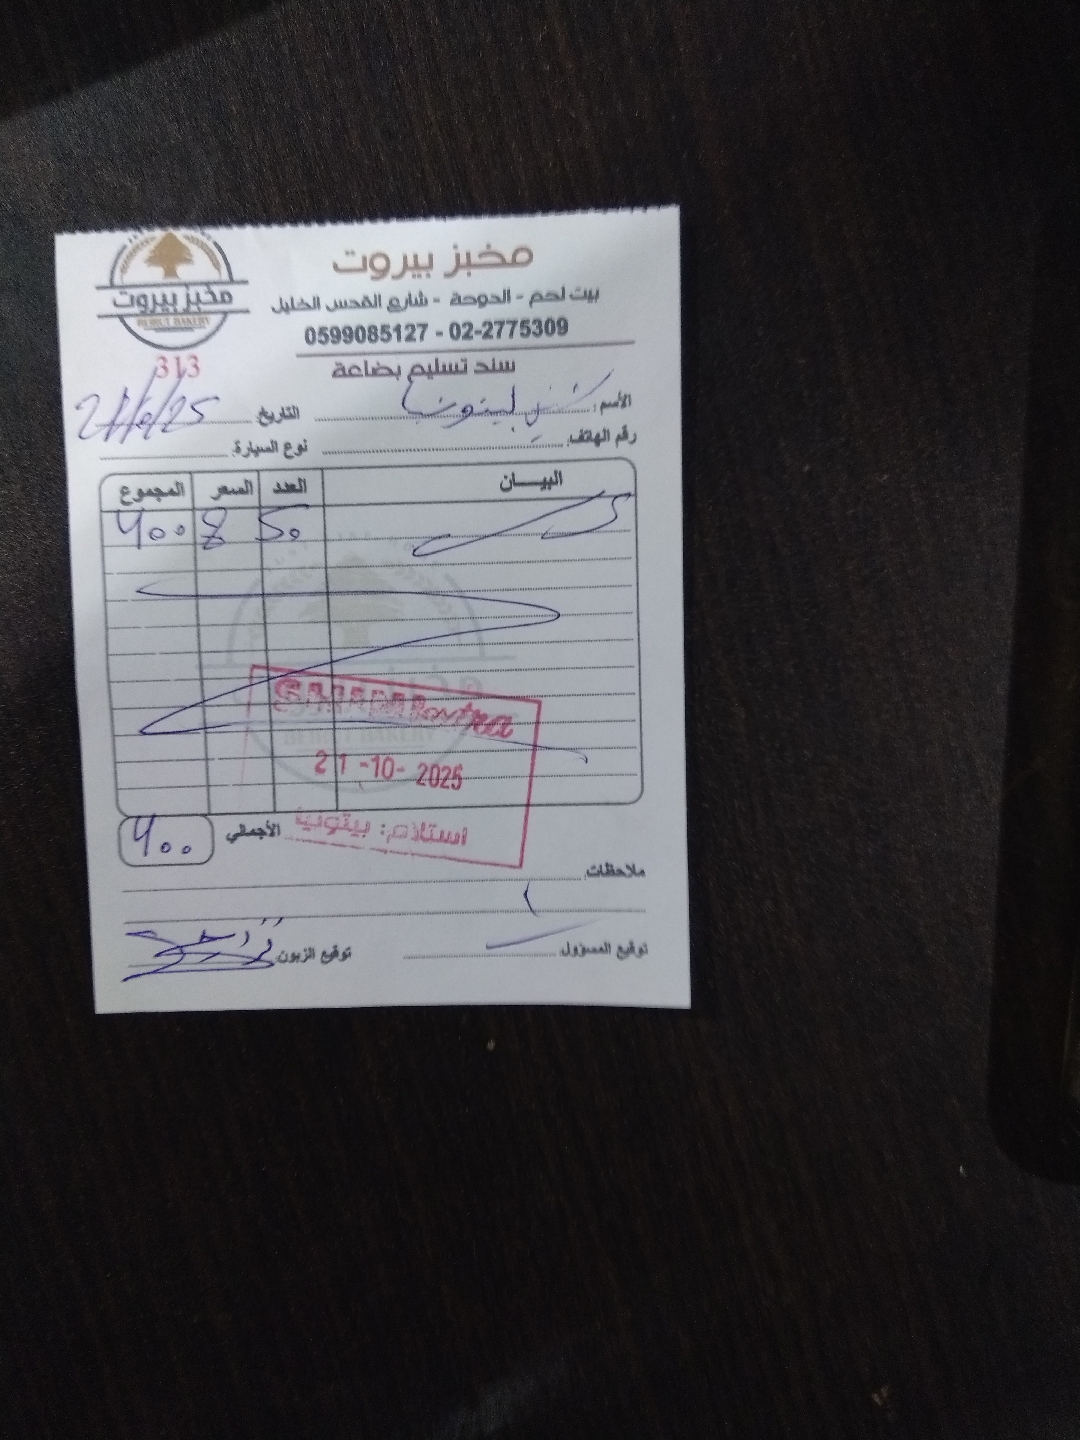 مخبز بيروت
BEIRUT BAKERY
مخبز بيروت
بيت لحم - الدوحة - شارع القدس الخليل
0599085127 - 02-2775309
313
سند تسليم بضاعة
الأسم:
التاريخ 21/10/25
رقم الهاتف:
نوع السيارة:
البيـــــان العدد السعر المجموع
50 8 400
21-10-2025
استلام: بيتونيا
الأجمالي 400
ملاحظات
توقيع المسؤول
توقيع الزبون